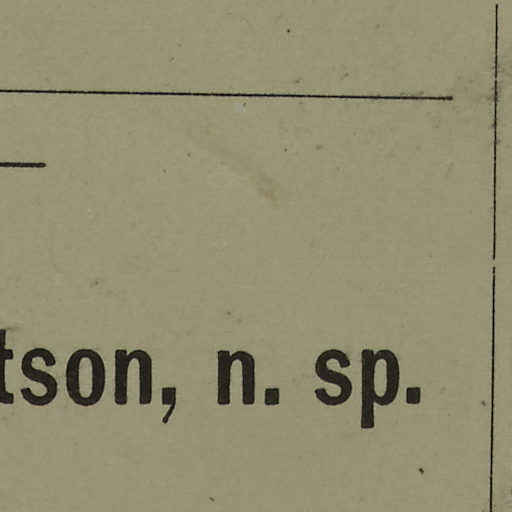 tson, n. sp.